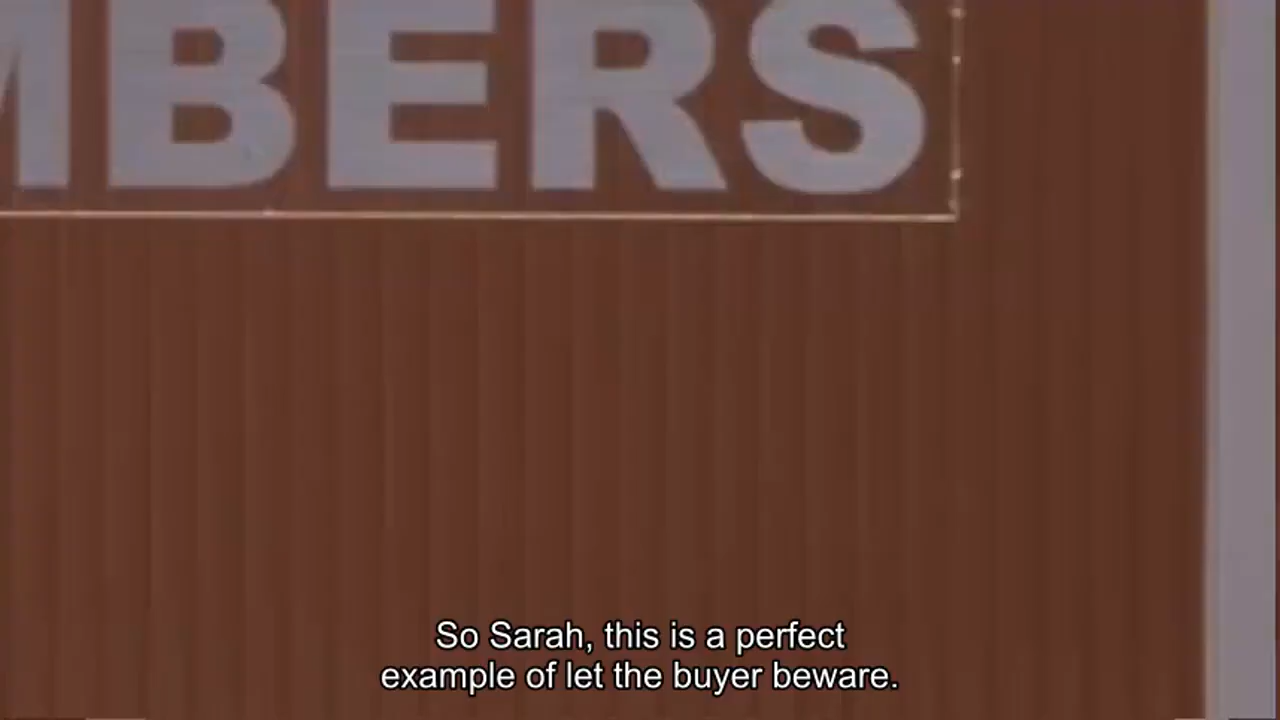 MBERS
So Sarah, this is a perfect
example of let the buyer beware.